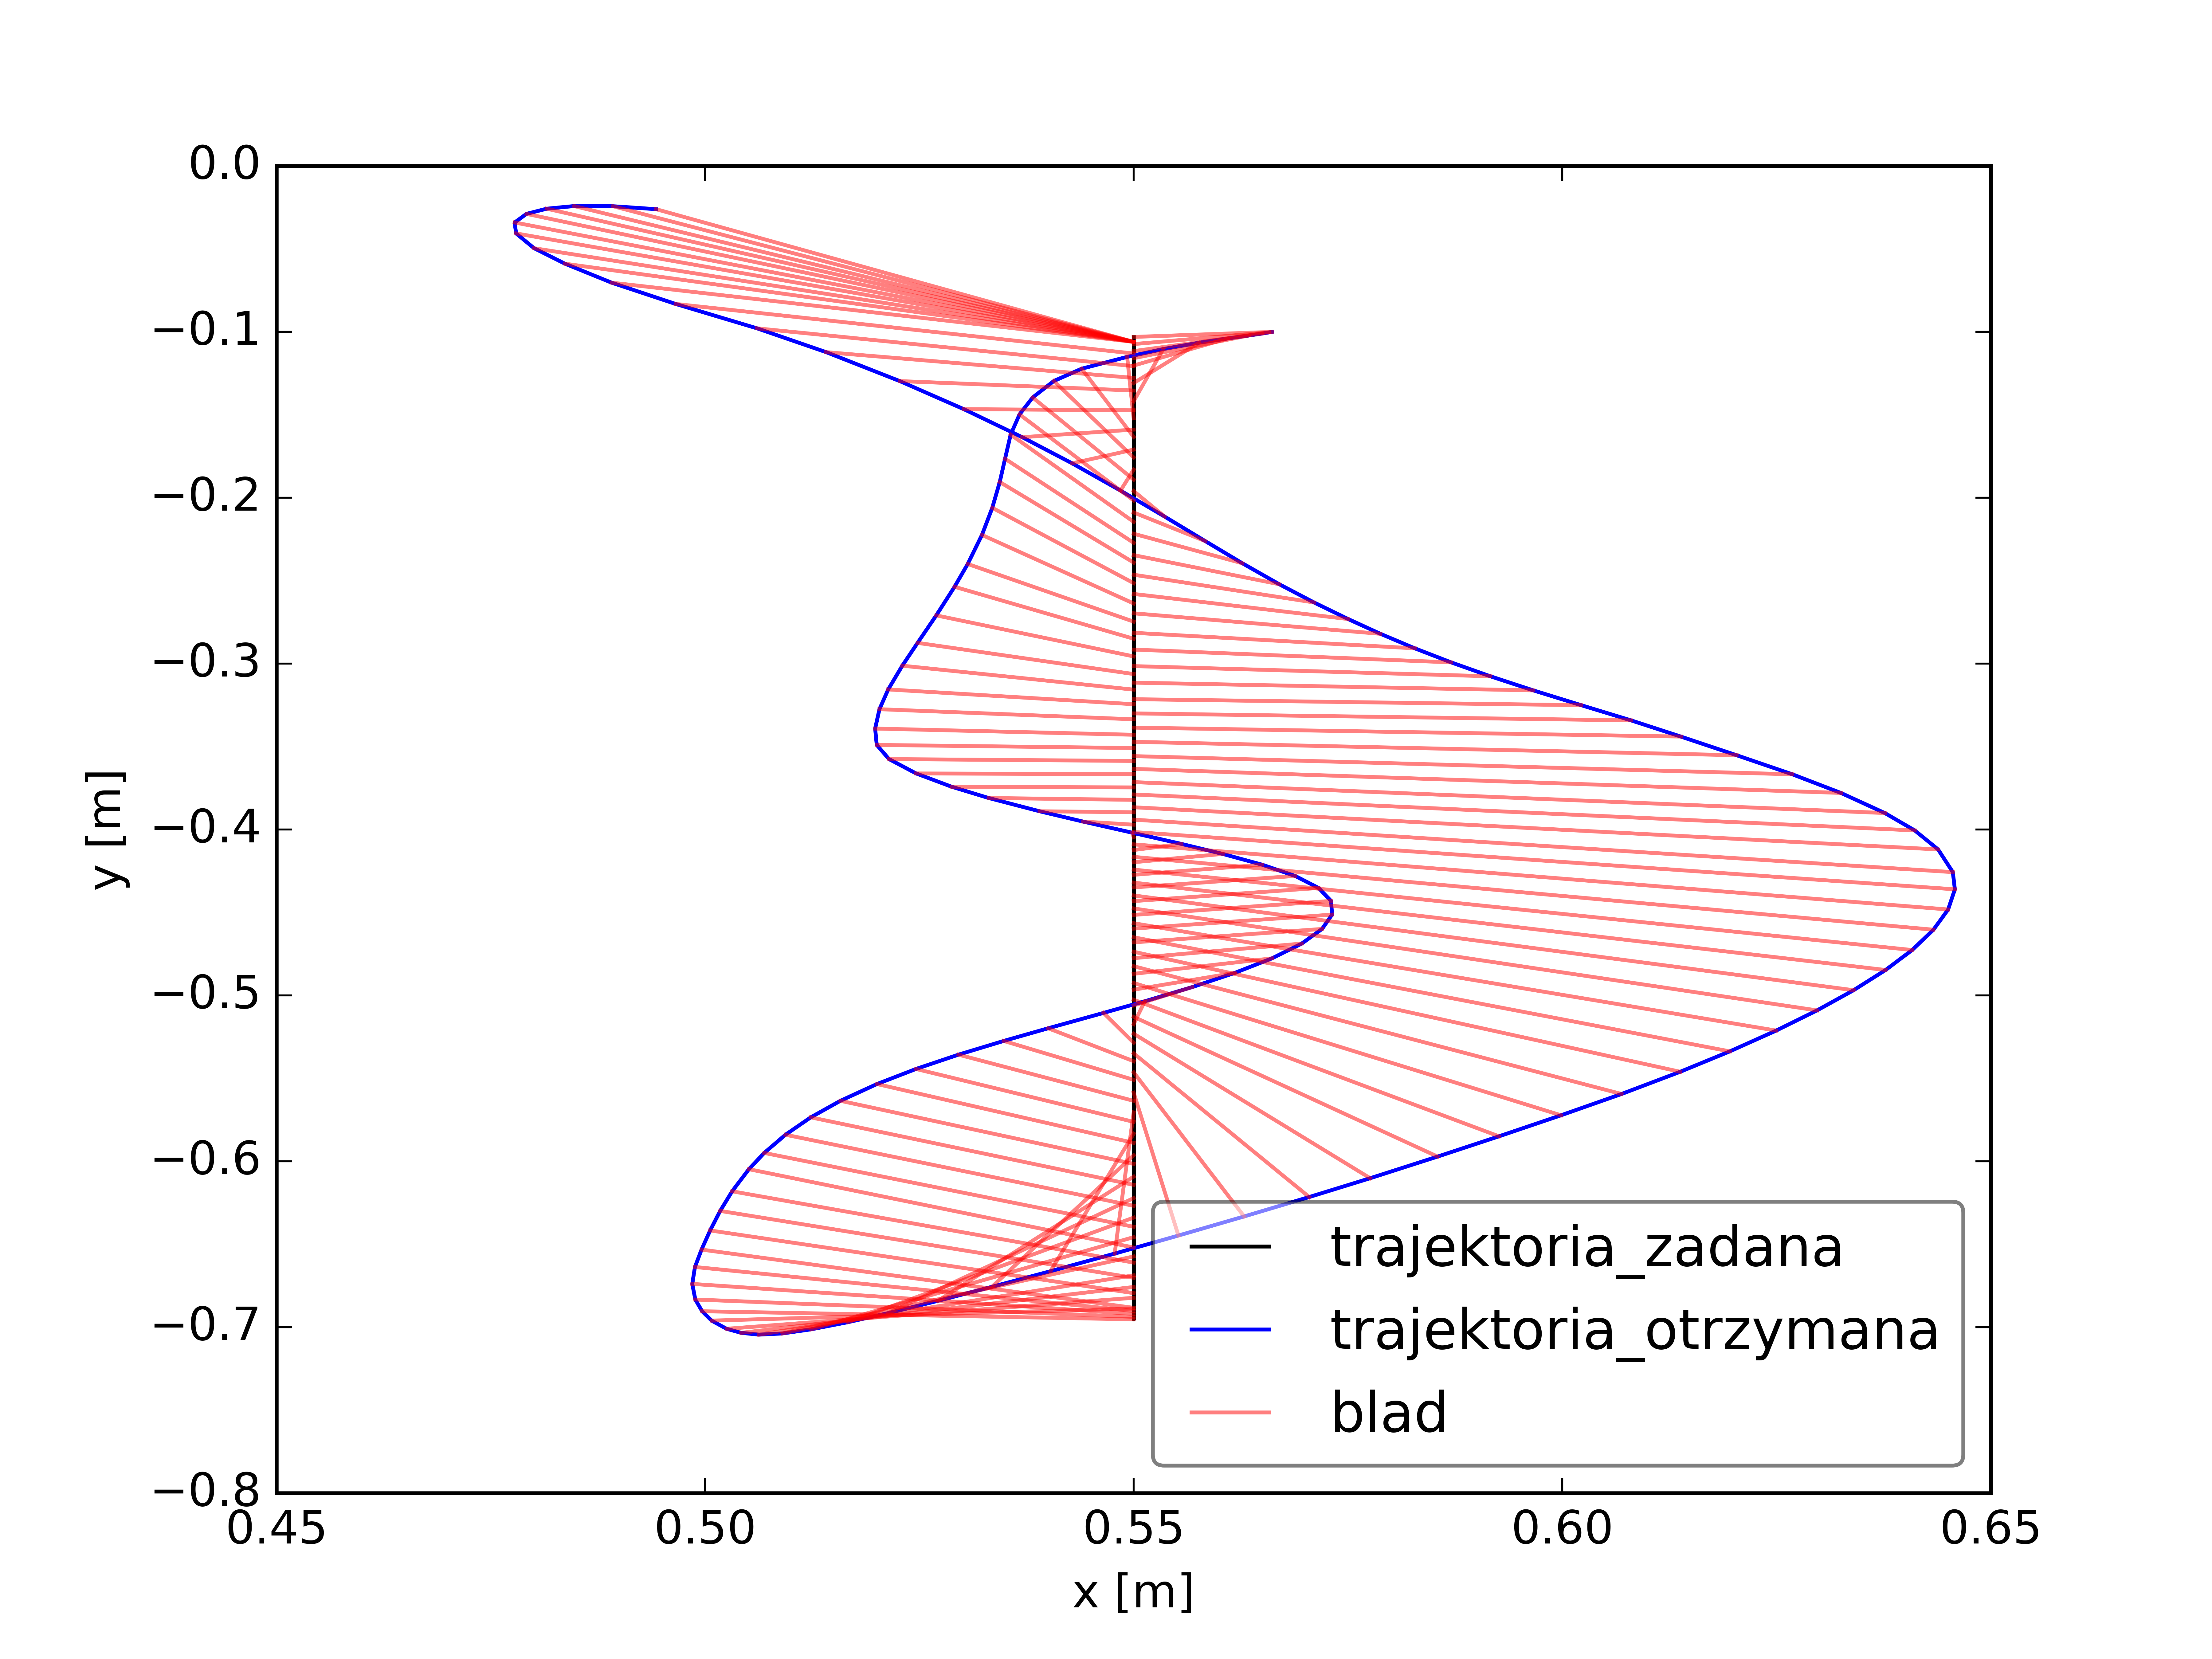 0.0
−0.1
−0.2
−0.3
−0.4
−0.5
−0.6
−0.7
−0.8
y [m]
0.45 0.50 0.55 0.60 0.65
x [m]
trajektoria_zadana
trajektoria_otrzymana
blad